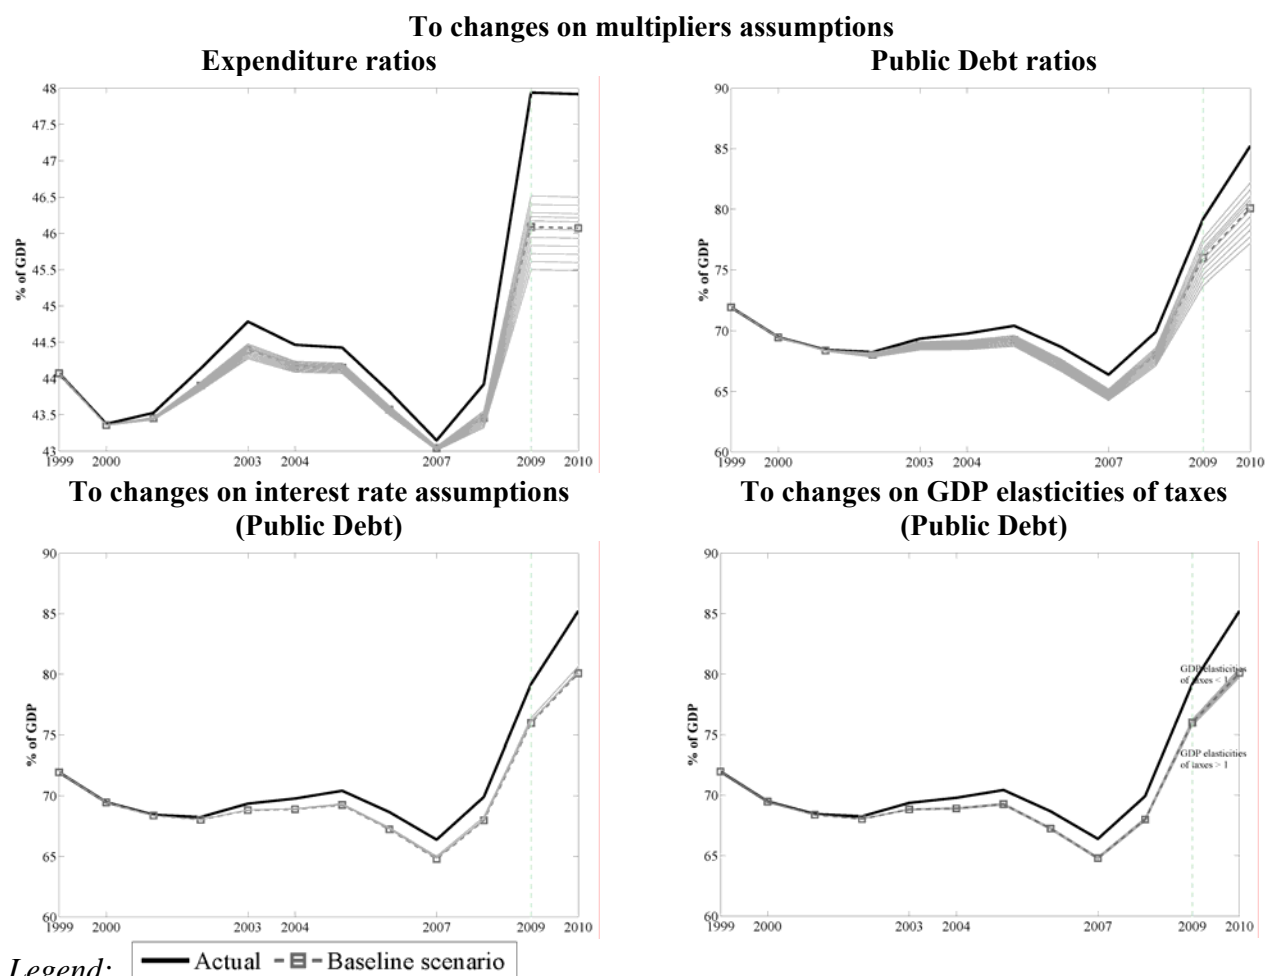 To changes on multipliers assumptions
Expenditure ratios
Public Debt ratios
48
47.5
47
46.5
46
45.5
45
44.5
44
43.5
43
% of GDP
1999 2000 2003 2004 2007 2009 2010
90
85
80
75
70
65
60
% of GDP
1999 2000 2003 2004 2007 2009 2010
To changes on interest rate assumptions
(Public Debt)
To changes on GDP elasticities of taxes
(Public Debt)
90
85
80
75
70
65
60
% of GDP
1999 2000 2003 2004 2007 2009 2010
90
85
80
75
70
65
60
% of GDP
GDP elasticities
of taxes < 1
GDP elasticities
of taxes > 1
1999 2000 2003 2004 2007 2009 2010
Legend:
Actual
Baseline scenario